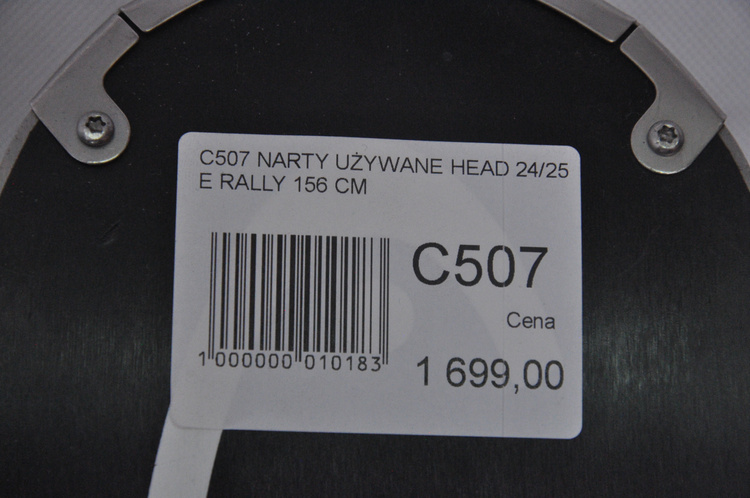 C507 NARTY UŻYWANE HEAD 24/25
E RALLY 156 CM
C507
Cena
1 000000 010183
1 699,00